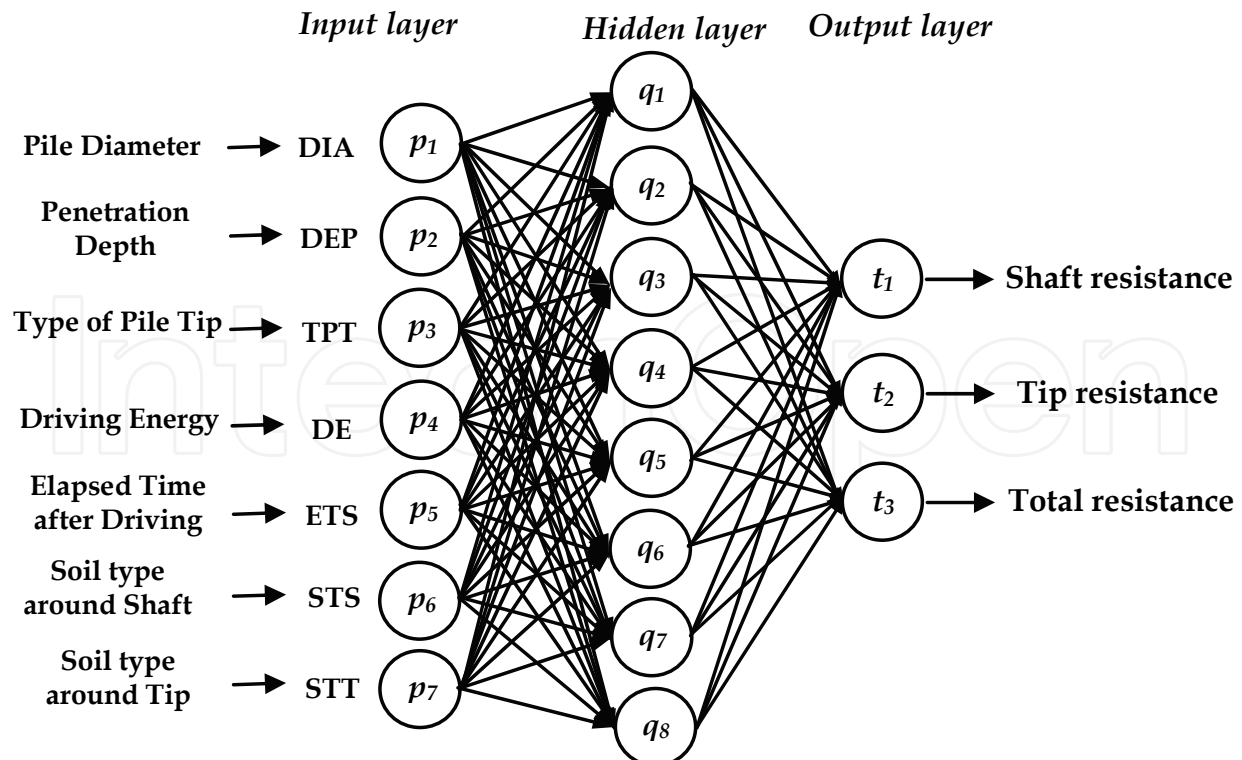 Input layer
Hidden layer
Output layer
Pile Diameter
DIA
p1
Penetration
Depth
DEP
p2
Type of Pile Tip
TPT
p3
Driving Energy
DE
p4
Elapsed Time
after Driving
ETS
p5
Soil type
around Shaft
STS
p6
Soil type
around Tip
STT
p7
q1
q2
q3
q4
q5
q6
q7
q8
t1
Shaft resistance
t2
Tip resistance
t3
Total resistance
IntechOpen